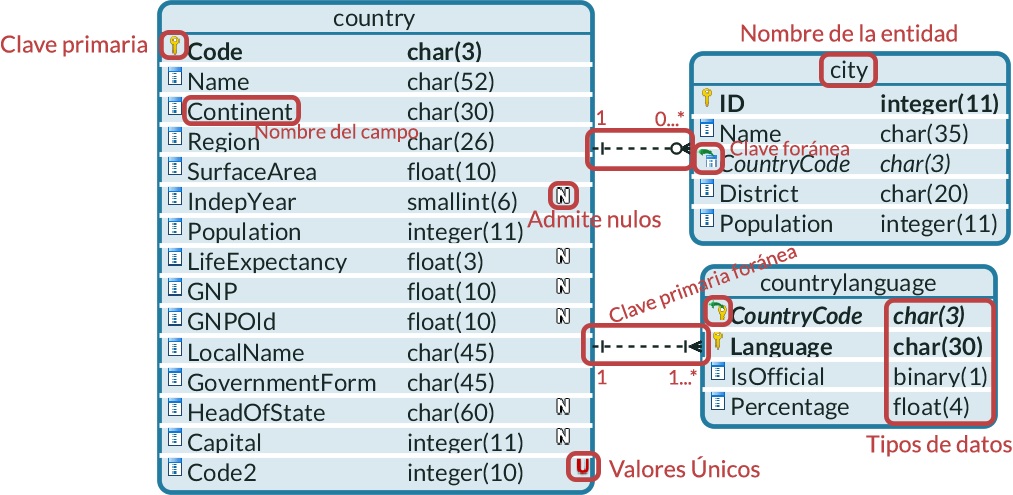 country
Clave primaria
Code char(3)
Name char(52)
Continent char(30)
Nombre del campo
Region char(26)
SurfaceArea float(10)
IndepYear smallint(6) N
Admite nulos
Population integer(11)
LifeExpectancy float(3) N
GNP float(10) N
GNPOld float(10) N
LocalName char(45)
GovernmentForm char(45)
HeadOfState char(60) N
Capital integer(11) N
Code2 integer(10) U
Valores Únicos
1 0...*
Nombre de la entidad
city
ID integer(11)
Name char(35)
Clave foránea
CountryCode char(3)
District char(20)
Population integer(11)
Clave primaria foránea
1 1...*
countrylanguage
CountryCode char(3)
Language char(30)
IsOfficial binary(1)
Percentage float(4)
Tipos de datos